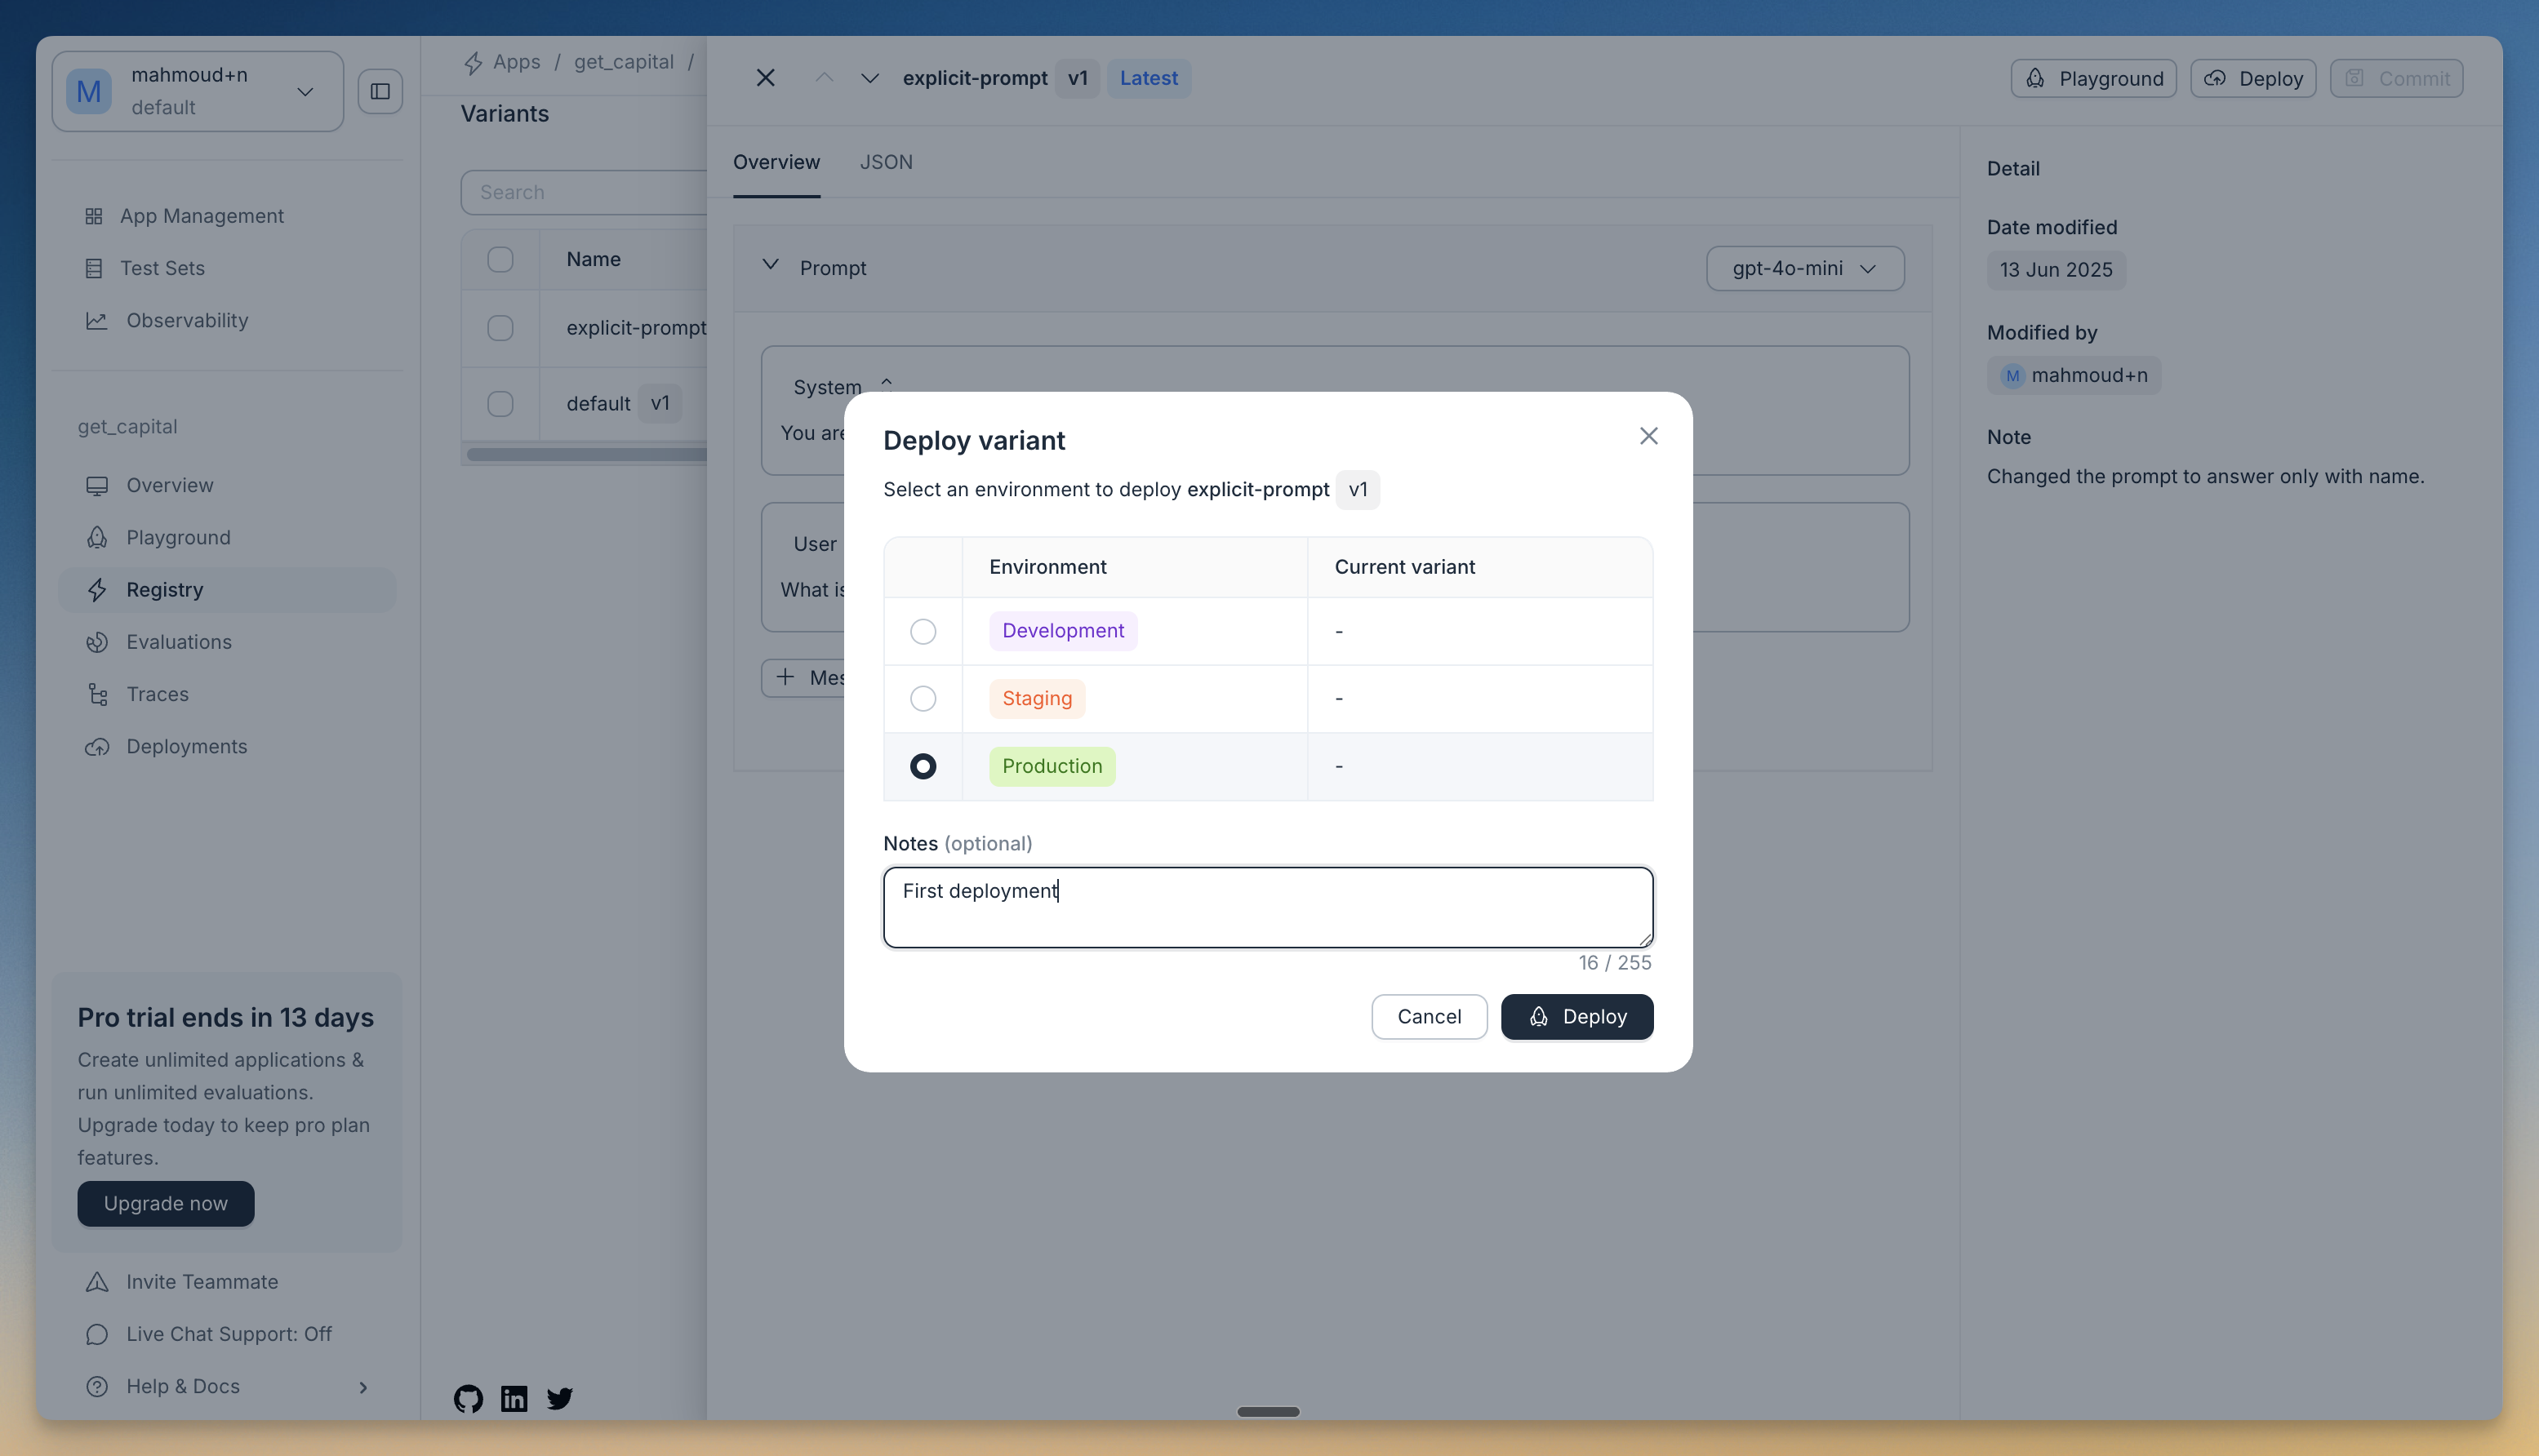 M
mahmoud+n
default
App Management
Test Sets
Observability
get_capital
Overview
Playground
Registry
Evaluations
Traces
Deployments
Pro trial ends in 13 days
Create unlimited applications &
run unlimited evaluations.
Upgrade today to keep pro plan
features.
Upgrade now
Invite Teammate
Live Chat Support: Off
Help & Docs
Apps / get_capital /
Variants
Search
Name
explicit-prompt
default v1
explicit-prompt v1 Latest
Playground Deploy Commit
Overview JSON
Prompt gpt-4o-mini
System
You are
User
What is
Detail
Date modified
13 Jun 2025
Modified by
M mahmoud+n
Note
Changed the prompt to answer only with name.
Deploy variant
Select an environment to deploy explicit-prompt v1
Environment Current variant
Development -
Staging -
Production -
Notes (optional)
First deployment
16 / 255
Cancel Deploy